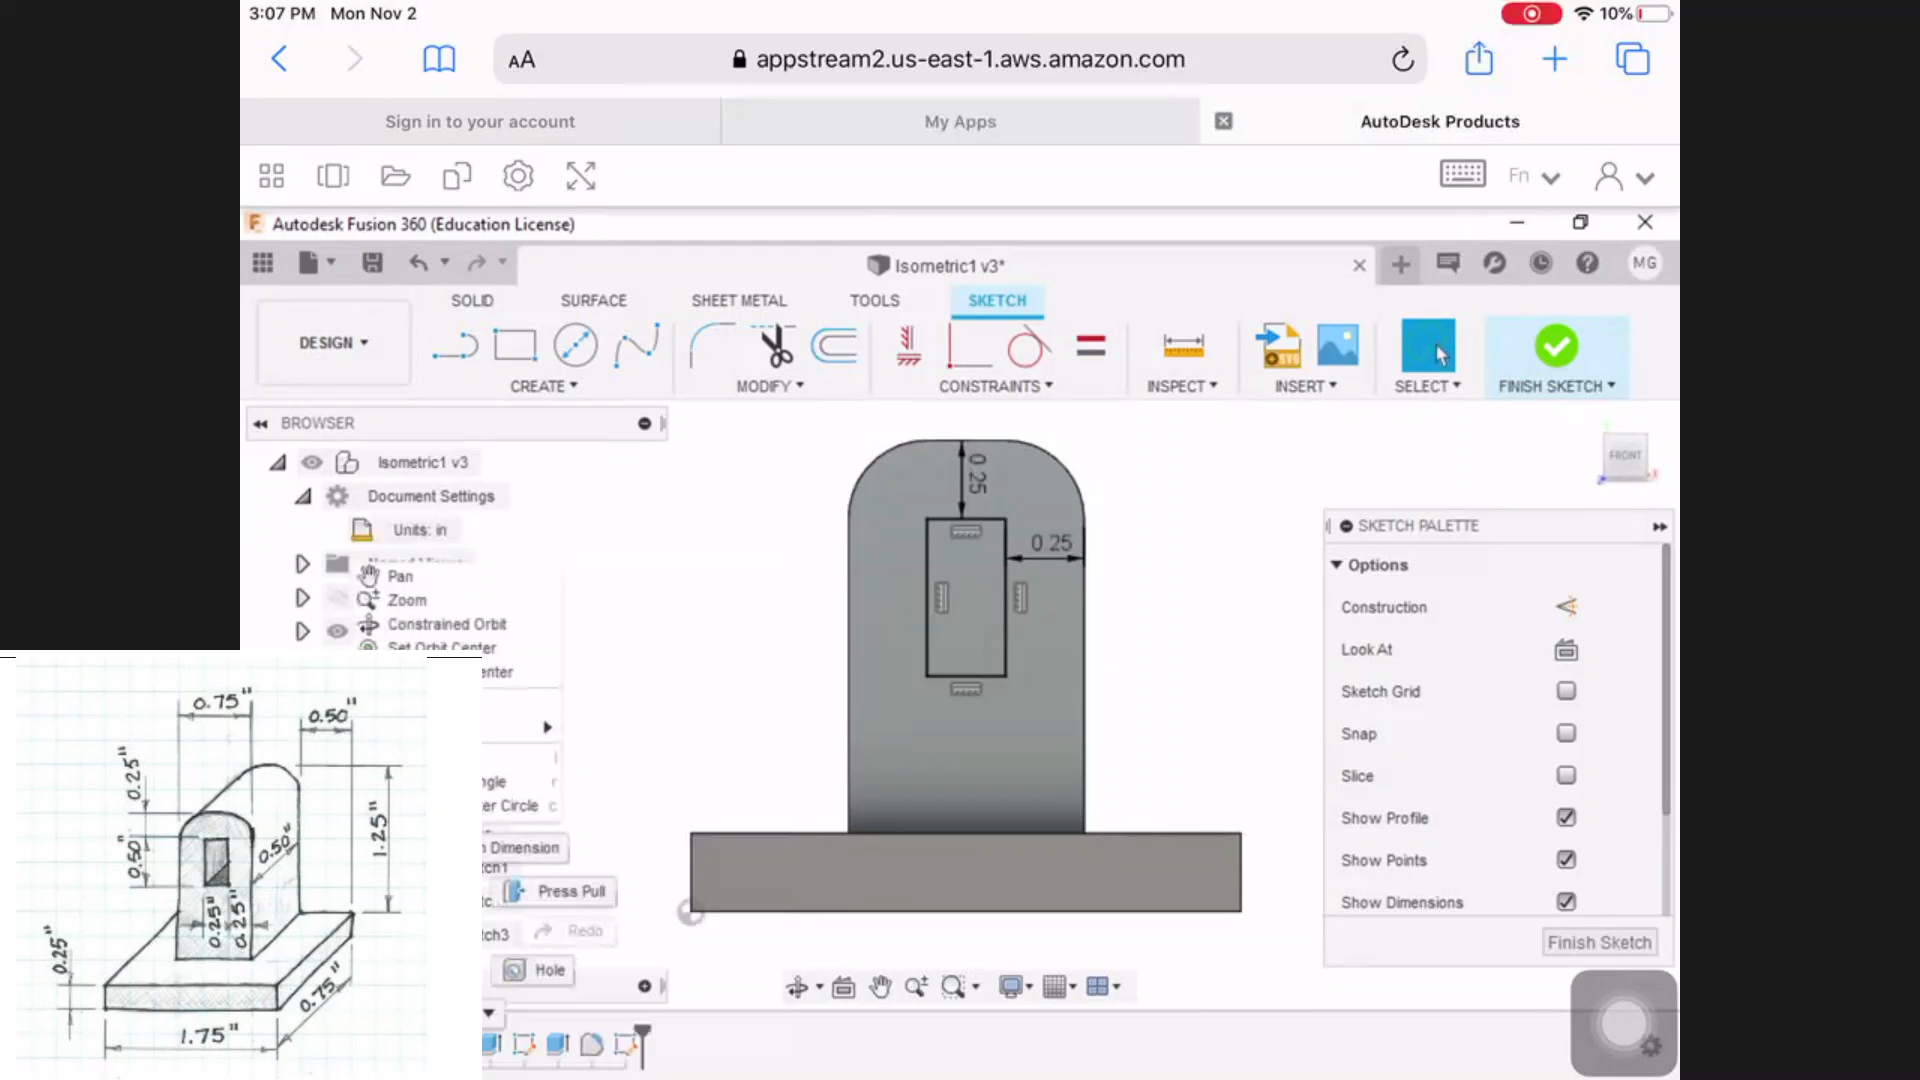 3:07 PM Mon Nov 2
10%
AA
appstream2.us-east-1.aws.amazon.com
Sign in to your account
My Apps
AutoDesk Products
Fn
Autodesk Fusion 360 (Education License)
Isometric1 v3*
MG
SOLID
SURFACE
SHEET METAL
TOOLS
SKETCH
DESIGN
CREATE
MODIFY
CONSTRAINTS
INSPECT
INSERT
SVG
SELECT
FINISH SKETCH
BROWSER
Isometric1 v3
Document Settings
Units: in
Pan
Zoom
Constrained Orbit
Set Orbit Center
enter
ngle r
er Circle c
n Dimension
Press Pull
tch3
Redo
Hole
0.25
0.25
FRONT
SKETCH PALETTE
Options
Construction
Look At
Sketch Grid
Snap
Slice
Show Profile
Show Points
Show Dimensions
Finish Sketch
0.75"
0.50"
0.25"
0.50"
0.50"
1.25"
0.25"
0.25"
0.25"
0.75"
1.75"